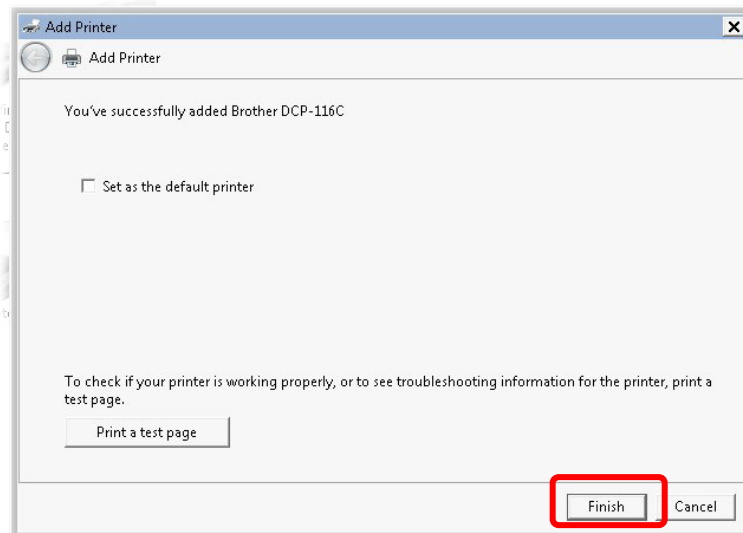 Add Printer
Add Printer
You've successfully added Brother DCP-116C
Set as the default printer
To check if your printer is working properly, or to see troubleshooting information for the printer, print a
test page.
Print a test page
Finish Cancel